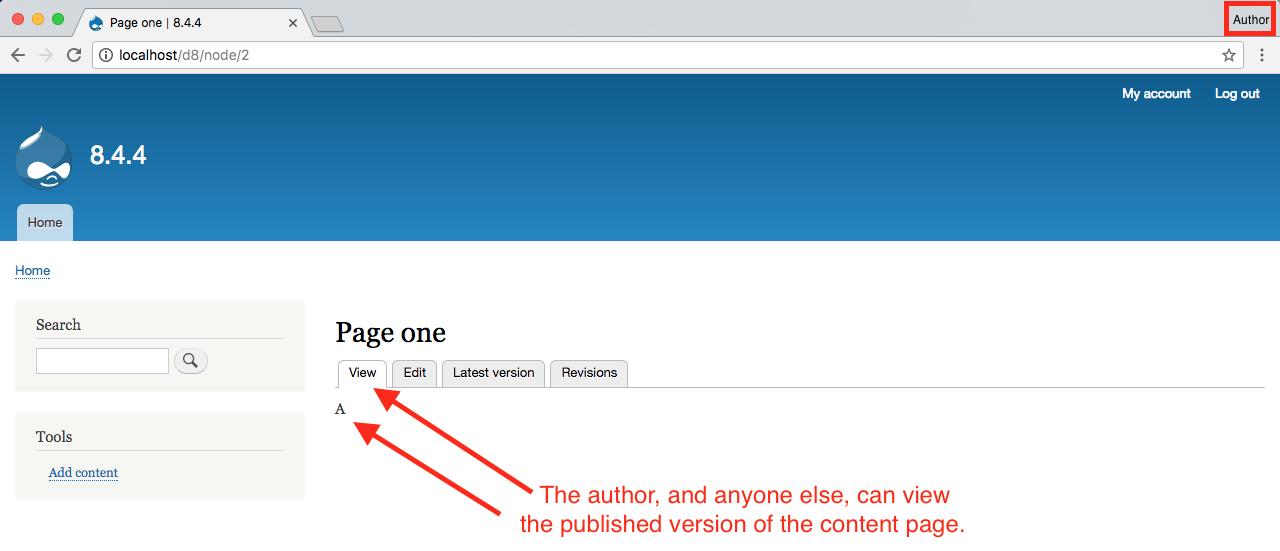 Page one | 8.4.4
Author
localhost/d8/node/2
My account Log out
8.4.4
Home
Home
Search
Tools
Add content
Page one
View Edit Latest version Revisions
A
The author, and anyone else, can view
the published version of the content page.